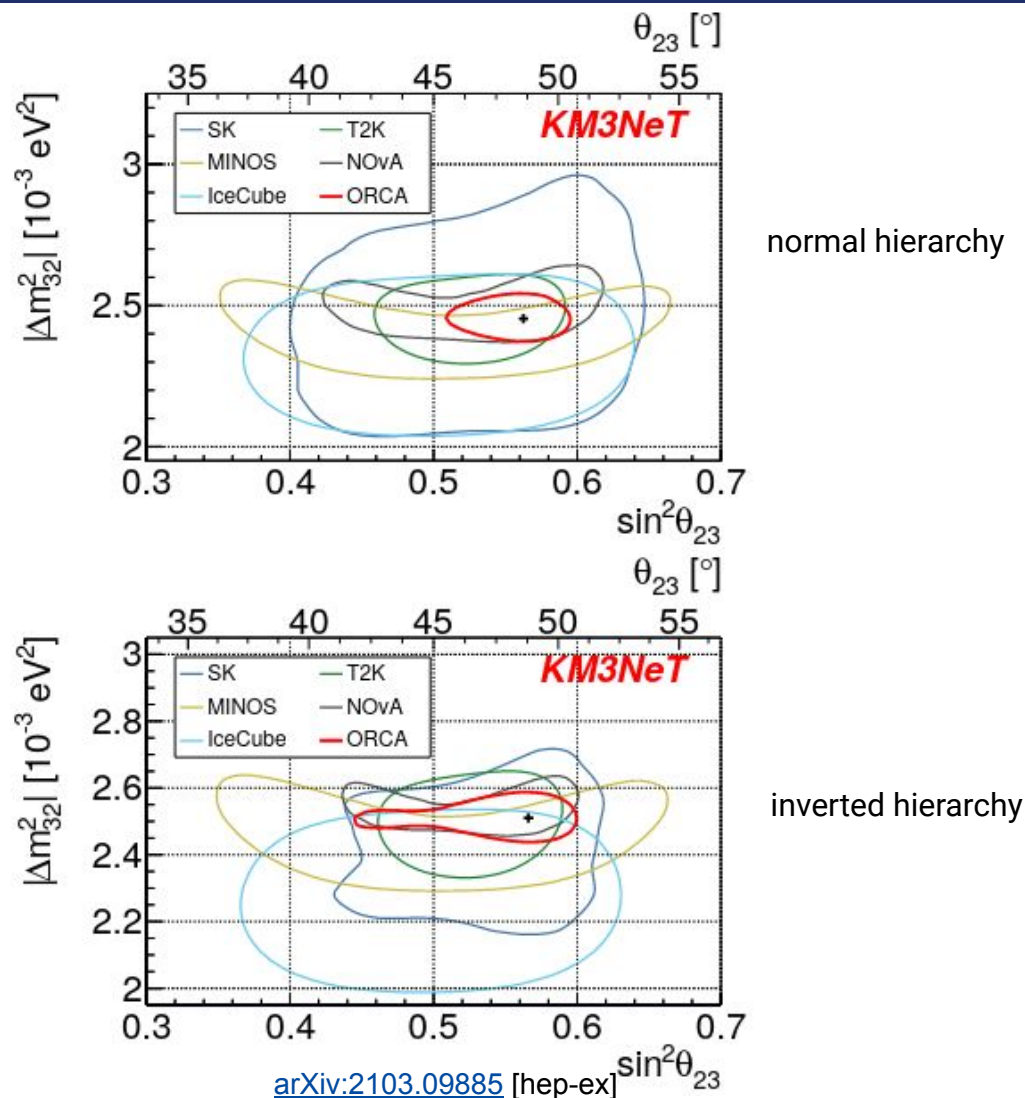 θ23 [°]
35 40 45 50 55
KM3NeT
SK T2K
MINOS NOνA
IceCube ORCA
|Δm²32| [10⁻³ eV²]
3
2.5
2
0.3 0.4 0.5 0.6 0.7
sin²θ23
normal hierarchy
θ23 [°]
35 40 45 50 55
KM3NeT
SK T2K
MINOS NOνA
IceCube ORCA
|Δm²32| [10⁻³ eV²]
3
2.8
2.6
2.4
2.2
2
0.3 0.4 0.5 0.6 0.7
sin²θ23
inverted hierarchy
arXiv:2103.09885 [hep-ex]